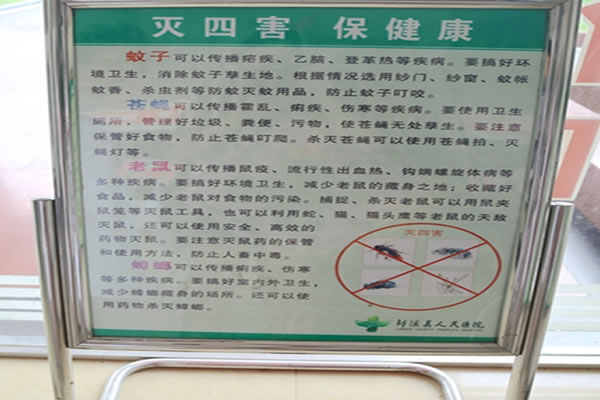 灭四害 保健康
蚊子可以传播疟疾、乙脑、登革热等疾病。要搞好环
境卫生，消除蚊子孳生地。根据情况选用纱门、纱窗、蚊帐
蚊香、杀虫剂等防蚊灭蚊用品，防止蚊子叮咬。
苍蝇可以传播霍乱、痢疾、伤寒等疾病。要使用卫生
厕所、管理好垃圾、粪便、污物，使苍蝇无处孳生。要注意
保管好食物，防止苍蝇叮爬。杀灭苍蝇可以使用苍蝇拍、灭
蝇灯等。
老鼠可以传播鼠疫、流行性出血热、钩端螺旋体病等
多种疾病。要搞好环境卫生，减少老鼠的藏身之地；收藏好
食品，减少老鼠对食物的污染。捕捉、杀灭老鼠可以用鼠夹
鼠笼等灭鼠工具，也可以利用蛇、猫、猫头鹰等老鼠的天敌
灭鼠，还可以使用安全、高效的
药物灭鼠。要注意灭鼠药的保管
和使用方法，防止人畜中毒。
蟑螂可以传播痢疾、伤寒
等多种疾病。要搞好室内外卫生，
减少蟑螂藏身的场所。还可以使
用药物杀灭蟑螂。
灭四害
县人民医院